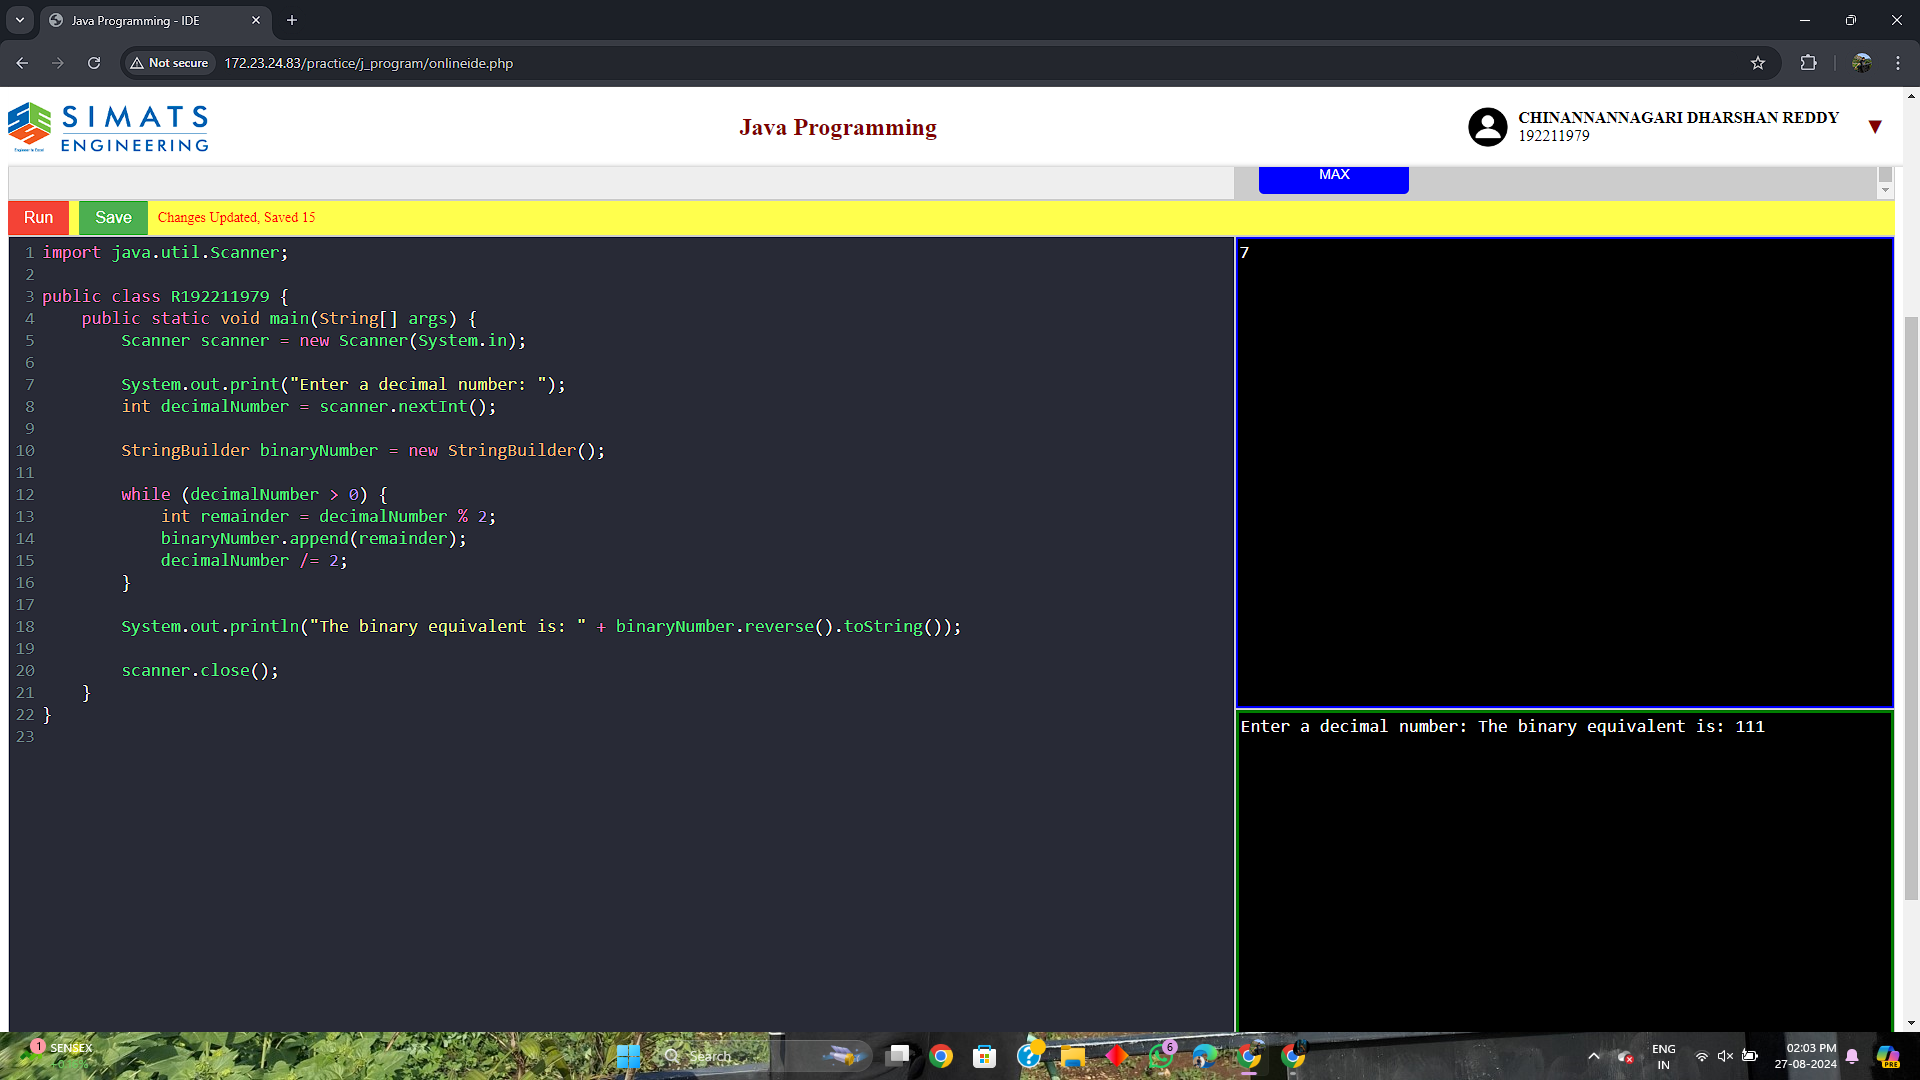 Java Programming - IDE
Not secure
172.23.24.83/practice/j_program/onlineide.php
SIMATS
ENGINEERING
Java Programming
CHINANNANNAGARI DHARSHAN REDDY
192211979
MAX
Run
Save
Changes Updated, Saved 15
1 import java.util.Scanner;
2
3 public class R192211979 {
4     public static void main(String[] args) {
5         Scanner scanner = new Scanner(System.in);
6
7         System.out.print("Enter a decimal number: ");
8         int decimalNumber = scanner.nextInt();
9
10         StringBuilder binaryNumber = new StringBuilder();
11
12         while (decimalNumber > 0) {
13             int remainder = decimalNumber % 2;
14             binaryNumber.append(remainder);
15             decimalNumber /= 2;
16         }
17
18         System.out.println("The binary equivalent is: " + binaryNumber.reverse().toString());
19
20         scanner.close();
21     }
22 }
23
7
Enter a decimal number: The binary equivalent is: 111
1
SENSEX
Search
6
ENG
IN
02:03 PM
27-08-2024
PRE